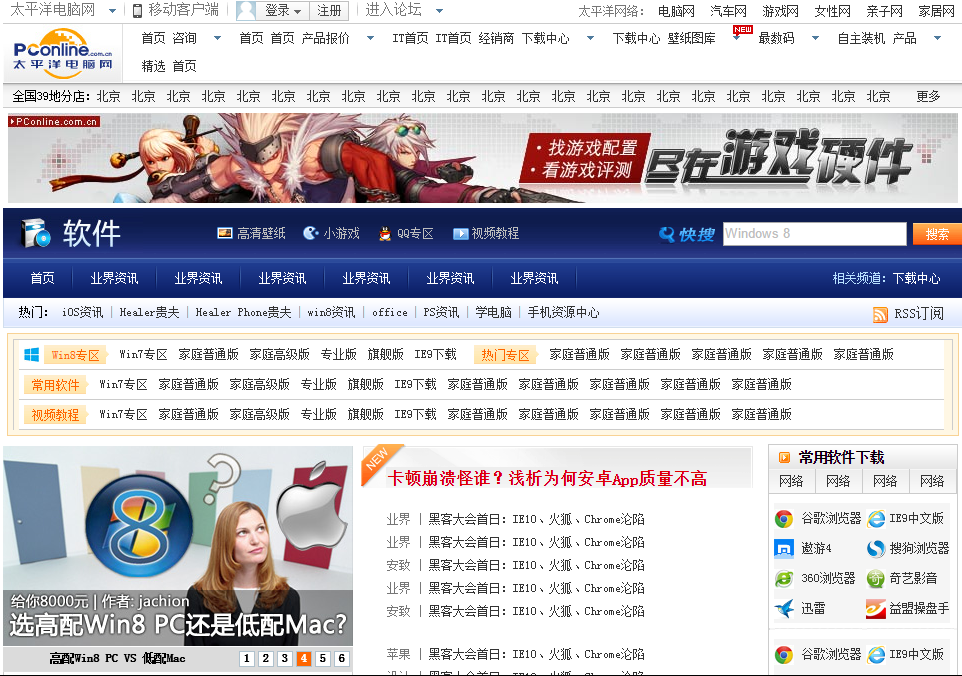 太平洋电脑网 移动客户端 登录 注册 进入论坛 太平洋网络： 电脑网 汽车网 游戏网 女性网 亲子网 家居网
PConline.com.cn
太平洋电脑网
首页 咨询 首页 首页 产品报价 IT首页 IT首页 经销商 下载中心 下载中心 壁纸图库 NEW 最数码 自主装机 产品
精选 首页
全国39地分店： 北京 北京 北京 北京 北京 北京 北京 北京 北京 北京 北京 北京 北京 北京 北京 北京 北京 北京 北京 北京 北京 北京 北京 更多
PConline.com.cn
· 找游戏配置
· 看游戏评测
尽在游戏硬件
软件 高清壁纸 小游戏 QQ专区 视频教程 快搜 Windows 8 搜索
首页 业界资讯 业界资讯 业界资讯 业界资讯 业界资讯 业界资讯 相关频道：下载中心
热门： iOS资讯 | Healer贵夫 | Healer Phone贵夫 | win8资讯 | office | PS资讯 | 学电脑 | 手机资源中心 RSS订阅
Win8专区 Win7专区 家庭普通版 家庭高级版 专业版 旗舰版 IE9下载 热门专区 家庭普通版 家庭普通版 家庭普通版 家庭普通版 家庭普通版
常用软件 Win7专区 家庭普通版 家庭高级版 专业版 旗舰版 IE9下载 家庭普通版 家庭普通版 家庭普通版 家庭普通版 家庭普通版
视频教程 Win7专区 家庭普通版 家庭高级版 专业版 旗舰版 IE9下载 家庭普通版 家庭普通版 家庭普通版 家庭普通版 家庭普通版
8
给你8000元 | 作者: jachion
选高配Win8 PC还是低配Mac?
高配Win8 PC VS 低配Mac 1 2 3 4 5 6
NEW
卡顿崩溃怪谁？浅析为何安卓App质量不高
业界 | 黑客大会首日：IE10、火狐、Chrome沦陷
业界 | 黑客大会首日：IE10、火狐、Chrome沦陷
安致 | 黑客大会首日：IE10、火狐、Chrome沦陷
业界 | 黑客大会首日：IE10、火狐、Chrome沦陷
安致 | 黑客大会首日：IE10、火狐、Chrome沦陷
苹果 | 黑客大会首日：IE10、火狐、Chrome沦陷
常用软件下载
网络 网络 网络 网络
谷歌浏览器 IE9中文版
遨游4 搜狗浏览器
360浏览器 奇艺影音
迅雷 益盟操盘手
谷歌浏览器 IE9中文版